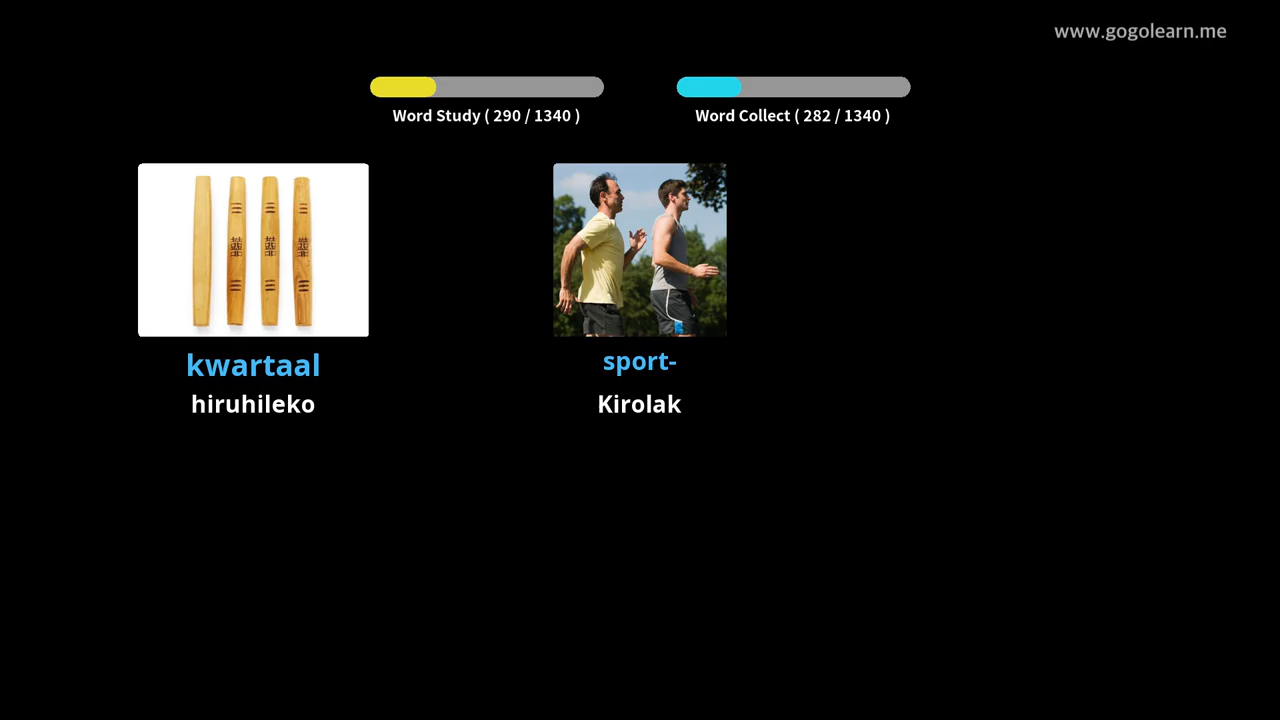 www.gogolearn.me
Word Study ( 290 / 1340 )
Word Collect ( 282 / 1340 )
kwartaal
hiruhileko
sport-
Kirolak